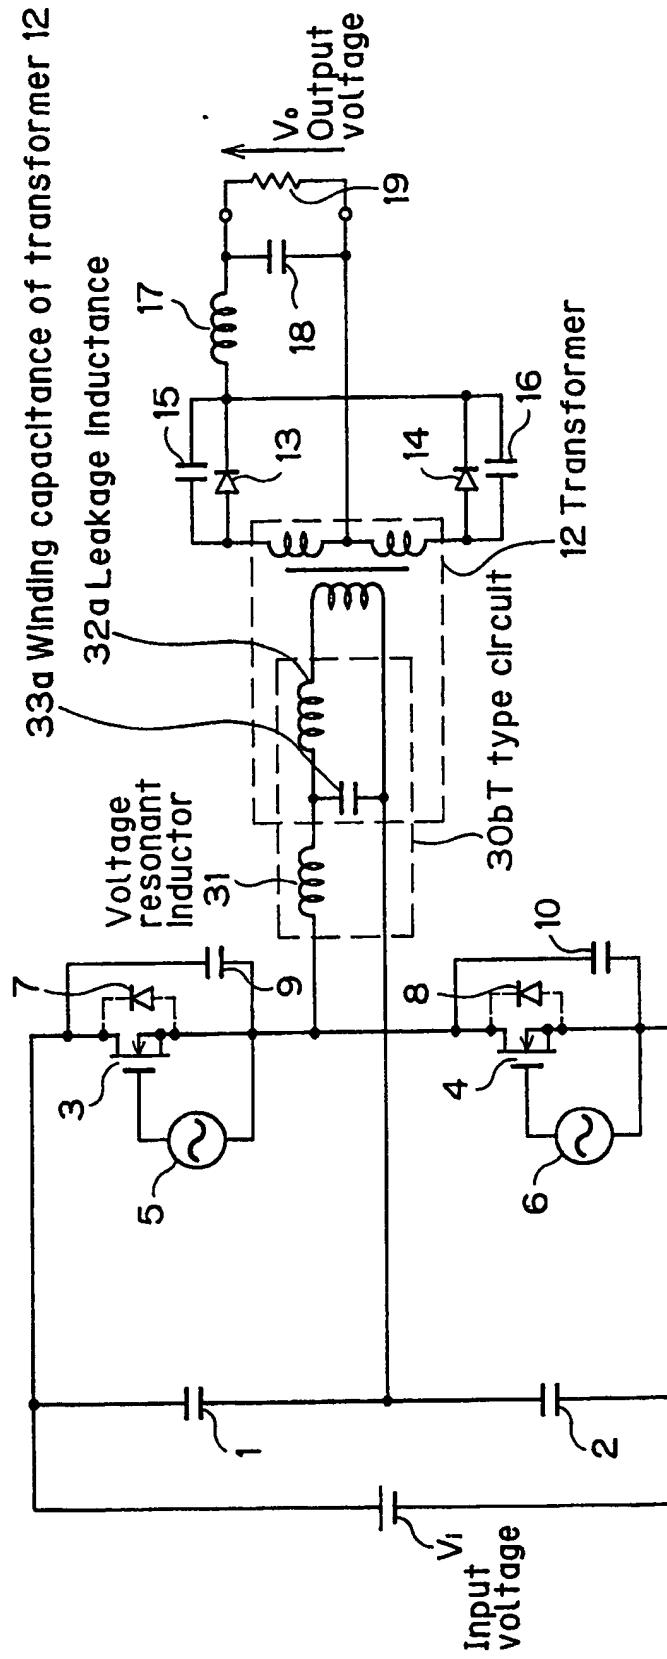 33a Winding capacitance of transformer 12
32a Leakage Inductance
Voltage
resonant
inductor
31
17
15
13
18
19
Vo
Output
voltage
14
16
12 Transformer
30bT type circuit
7
3
5
9
8
4
6
10
1
2
Vi
Input
voltage